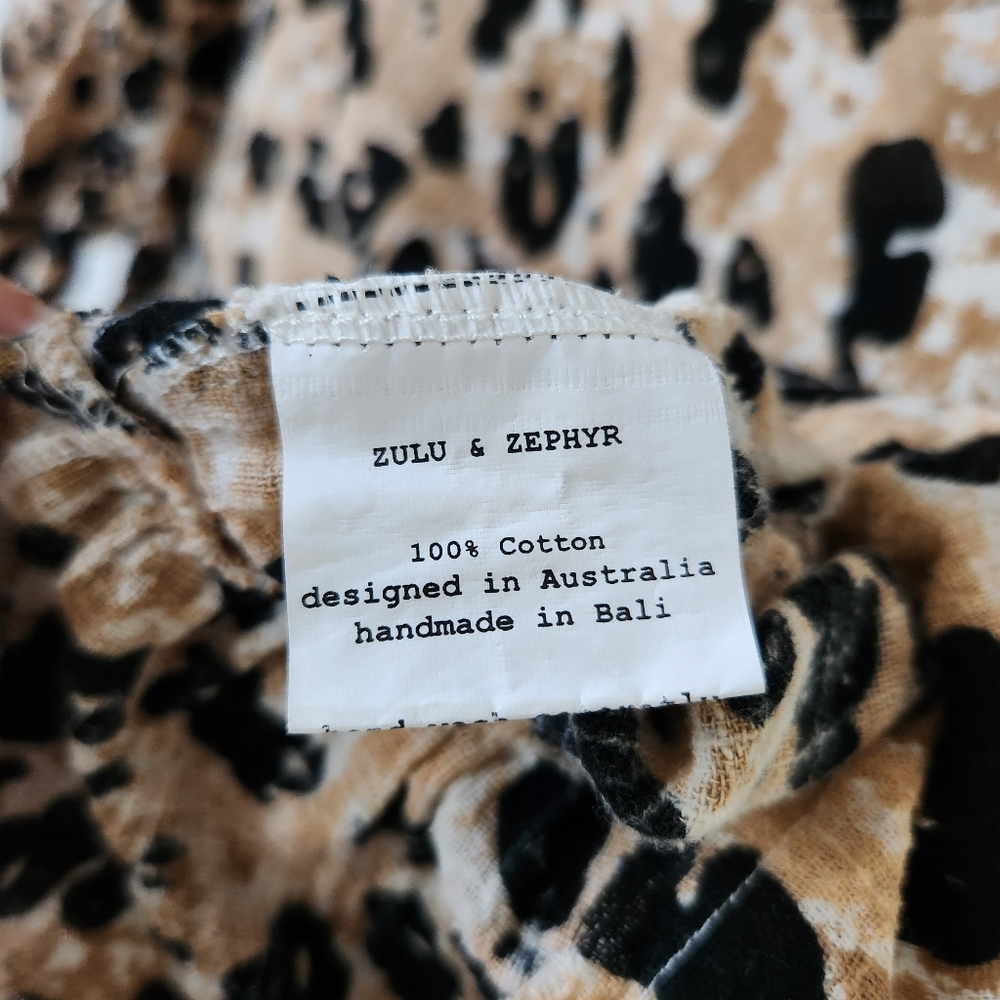 ZULU & ZEPHYR
100% Cotton
designed in Australia
handmade in Bali